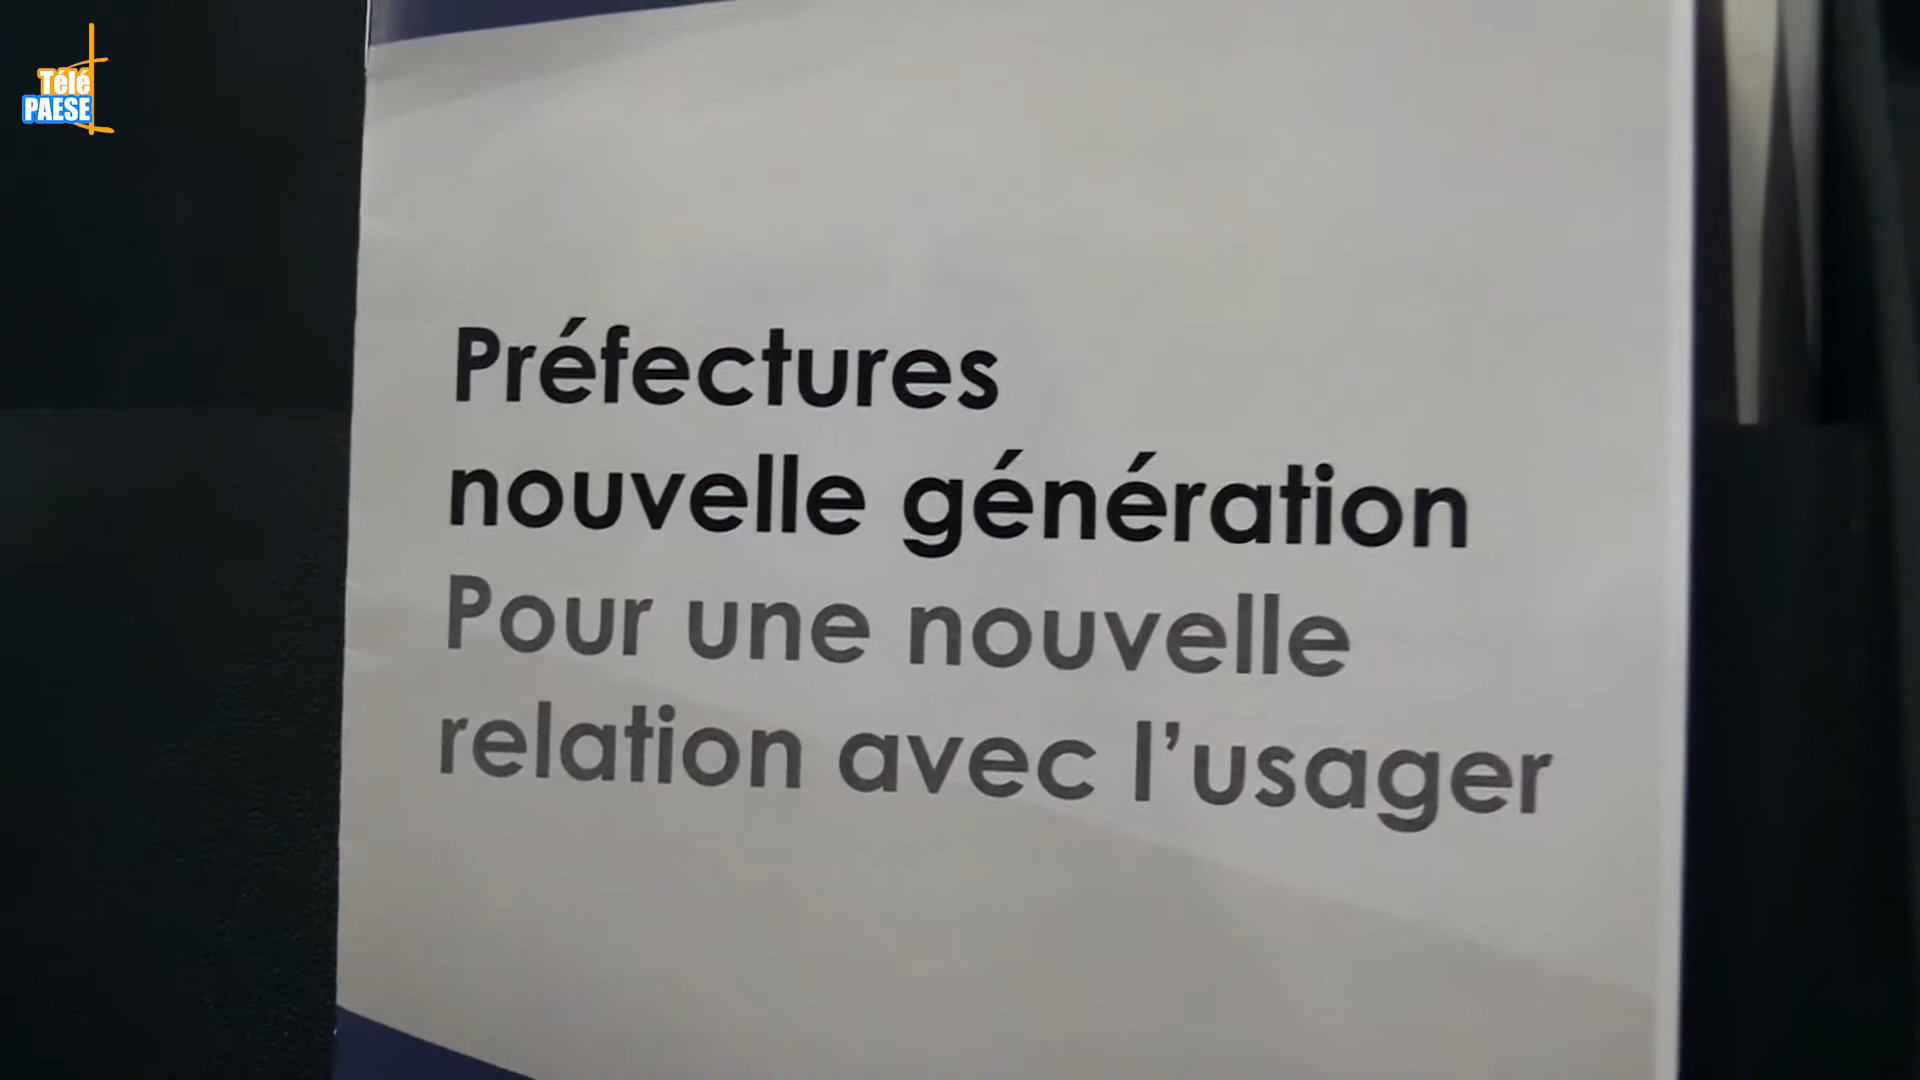 Télé
PAESE
Préfectures
nouvelle génération
Pour une nouvelle
relation avec l’usager